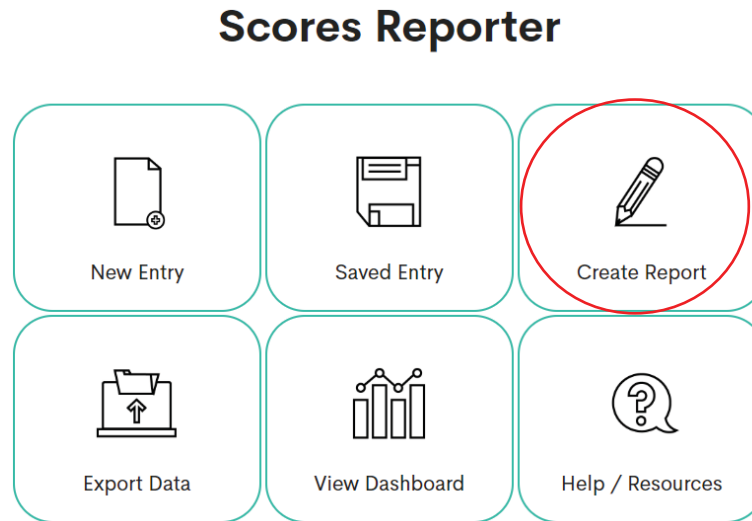 Scores Reporter
New Entry
Saved Entry
Create Report
Export Data
View Dashboard
Help / Resources